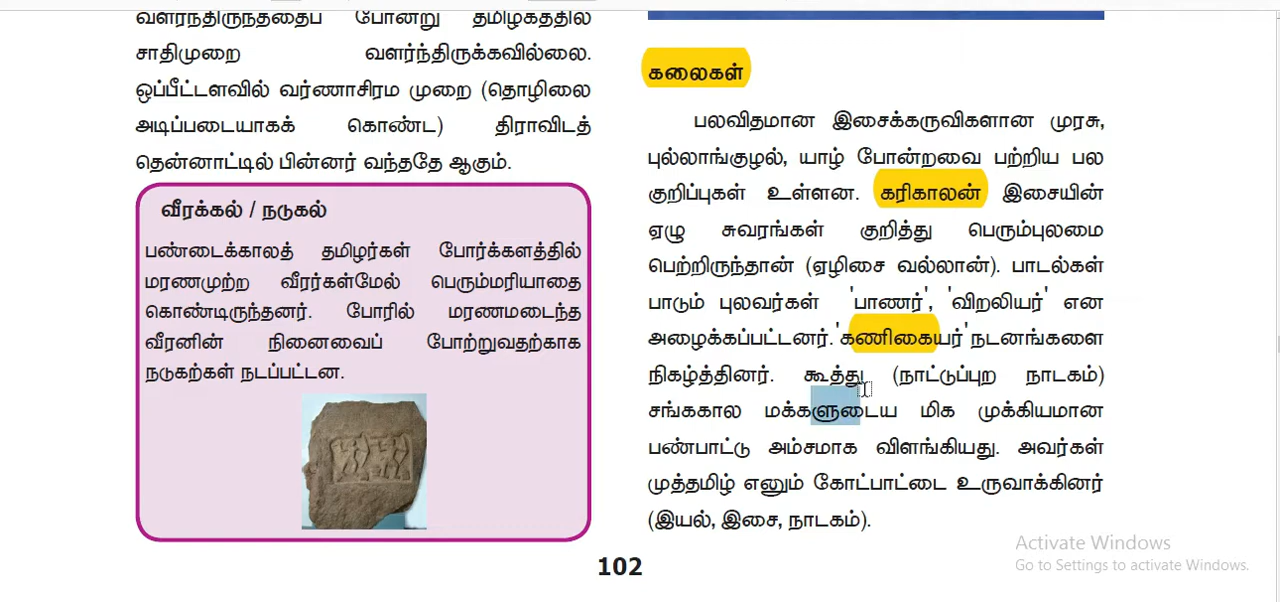 வளர்ந்திருந்ததைப் போன்று தமிழகத்தில்
சாதிமுறை வளர்ந்திருக்கவில்லை.
ஒப்பீட்டளவில் வர்ணாசிரம முறை (தொழிலை
அடிப்படையாகக் கொண்ட) திராவிடத்
தென்னாட்டில் பின்னர் வந்ததே ஆகும்.
வீரக்கல் / நடுகல்
பண்டைக்காலத் தமிழர்கள் போர்க்களத்தில்
மரணமுற்ற வீரர்கள்மேல் பெரும்மரியாதை
கொண்டிருந்தனர். போரில் மரணமடைந்த
வீரனின் நினைவைப் போற்றுவதற்காக
நடுகற்கள் நடப்பட்டன.
கலைகள்
பலவிதமான இசைக்கருவிகளான முரசு,
புல்லாங்குழல், யாழ் போன்றவை பற்றிய பல
குறிப்புகள் உள்ளன. கரிகாலன் இசையின்
ஏழு சுவரங்கள் குறித்து பெரும்புலமை
பெற்றிருந்தான் (ஏழிசை வல்லான்). பாடல்கள்
பாடும் புலவர்கள் 'பாணர்', 'விறலியர்' என
அழைக்கப்பட்டனர். 'கணிகையர்' நடனங்களை
நிகழ்த்தினர். கூத்து (நாட்டுப்புற நாடகம்)
சங்ககால மக்களுடைய மிக முக்கியமான
பண்பாட்டு அம்சமாக விளங்கியது. அவர்கள்
முத்தமிழ் எனும் கோட்பாட்டை உருவாக்கினர்
(இயல், இசை, நாடகம்).
102
Activate Windows
Go to Settings to activate Windows.